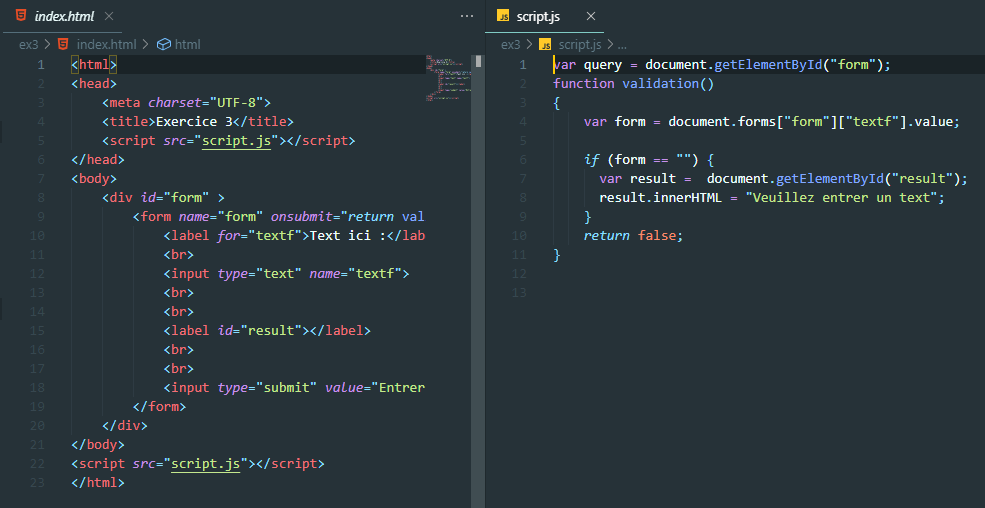 index.html
ex3 > index.html > html
1 <html>
2 <head>
3 <meta charset="UTF-8">
4 <title>Exercice 3</title>
5 <script src="script.js"></script>
6 </head>
7 <body>
8 <div id="form" >
9 <form name="form" onsubmit="return val
10 <label for="textf">Text ici :</lab
11 <br>
12 <input type="text" name="textf">
13 <br>
14 <br>
15 <label id="result"></label>
16 <br>
17 <br>
18 <input type="submit" value="Entrer
19 </form>
20 </div>
21 </body>
22 <script src="script.js"></script>
23 </html>
JS script.js
ex3 > JS script.js > ...
1 var query = document.getElementById("form");
2 function validation()
3 {
4 var form = document.forms["form"]["textf"].value;
5
6 if (form == "") {
7 var result =  document.getElementById("result");
8 result.innerHTML = "Veuillez entrer un text";
9 }
10 return false;
11 }
12
13